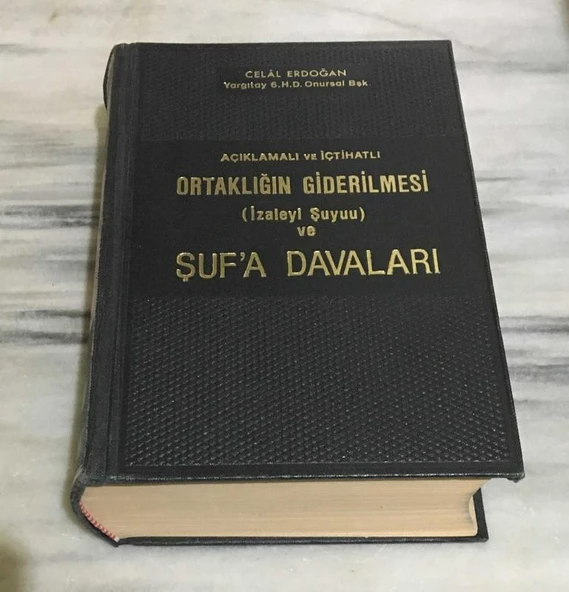 CELÂL ERDOĞAN
Yargıtay 6.H.D. Onursal Bşk
AÇIKLAMALI VE İÇTİHATLI
ORTAKLIĞIN GİDERİLMESİ
(İzaleyi Şuyuu)
ve
ŞUF'A DAVALARI